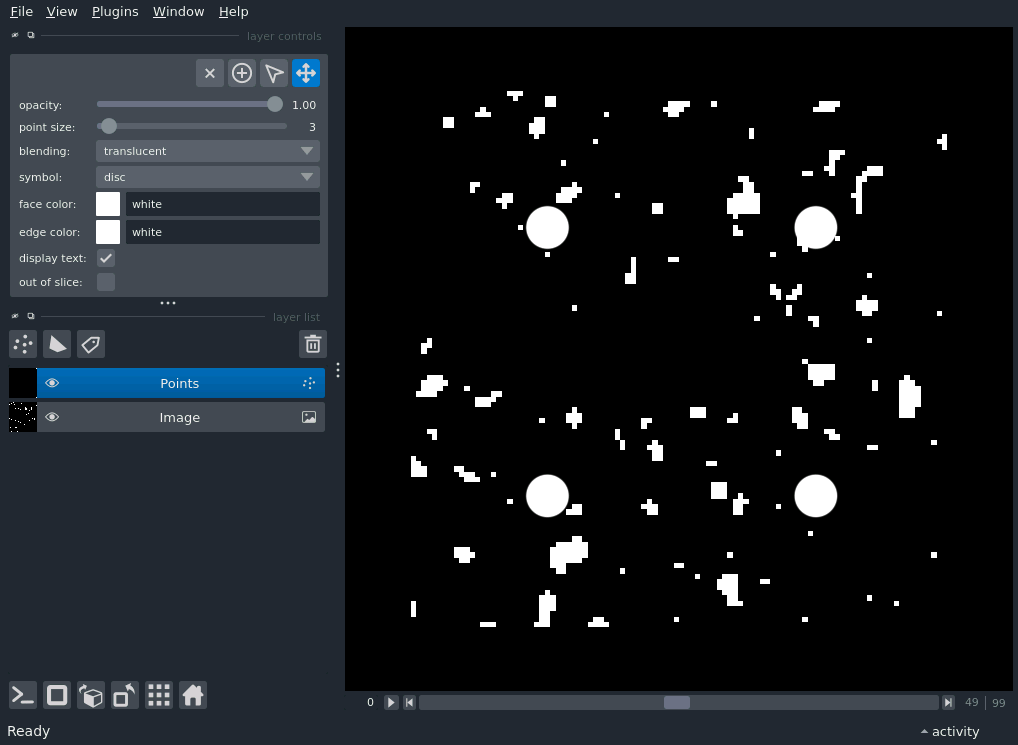 File View Plugins Window Help
layer controls
opacity: 1.00
point size: 3
blending: translucent
symbol: disc
face color: white
edge color: white
display text:
out of slice:
layer list
Points
Image
0 49 99
Ready activity